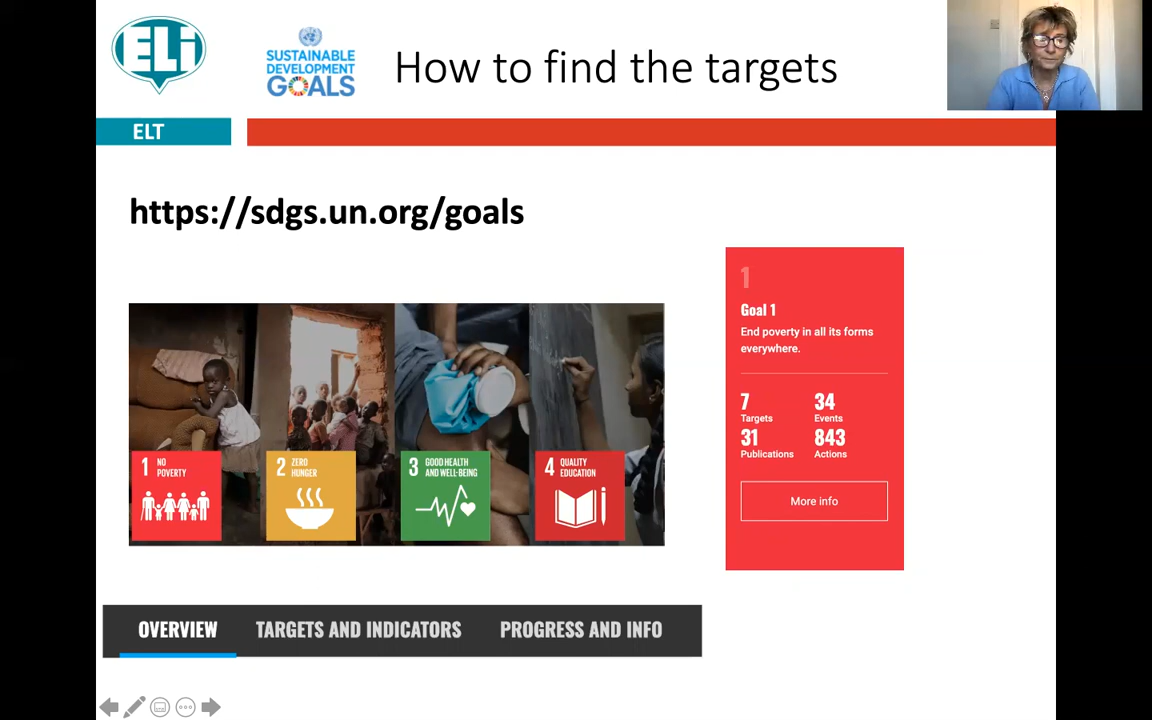 ELi
SUSTAINABLE
DEVELOPMENT
GOALS
How to find the targets
ELT
https://sdgs.un.org/goals
1 NO
POVERTY
2 ZERO
HUNGER
3 GOOD HEALTH
AND WELL-BEING
4 QUALITY
EDUCATION
1
Goal 1
End poverty in all its forms
everywhere.
7 34
Targets Events
31 843
Publications Actions
More info
OVERVIEW TARGETS AND INDICATORS PROGRESS AND INFO